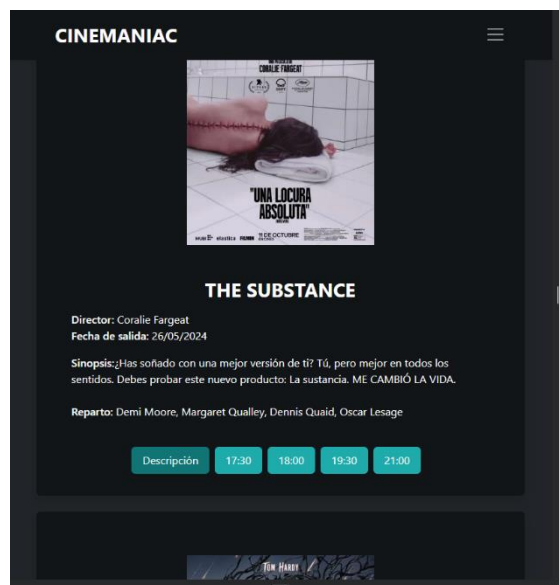 CINEMANIAC
CORALIE FARGEAT
"UNA LOCURA
ABSOLUTA"
11 DE OCTUBRE
THE SUBSTANCE
Director: Coralie Fargeat
Fecha de salida: 26/05/2024
Sinopsis:¿Has soñado con una mejor versión de ti? Tú, pero mejor en todos los
sentidos. Debes probar este nuevo producto: La sustancia. ME CAMBIÓ LA VIDA.
Reparto: Demi Moore, Margaret Qualley, Dennis Quaid, Oscar Lesage
Descripción 17:30 18:00 19:30 21:00
TOM HARDY